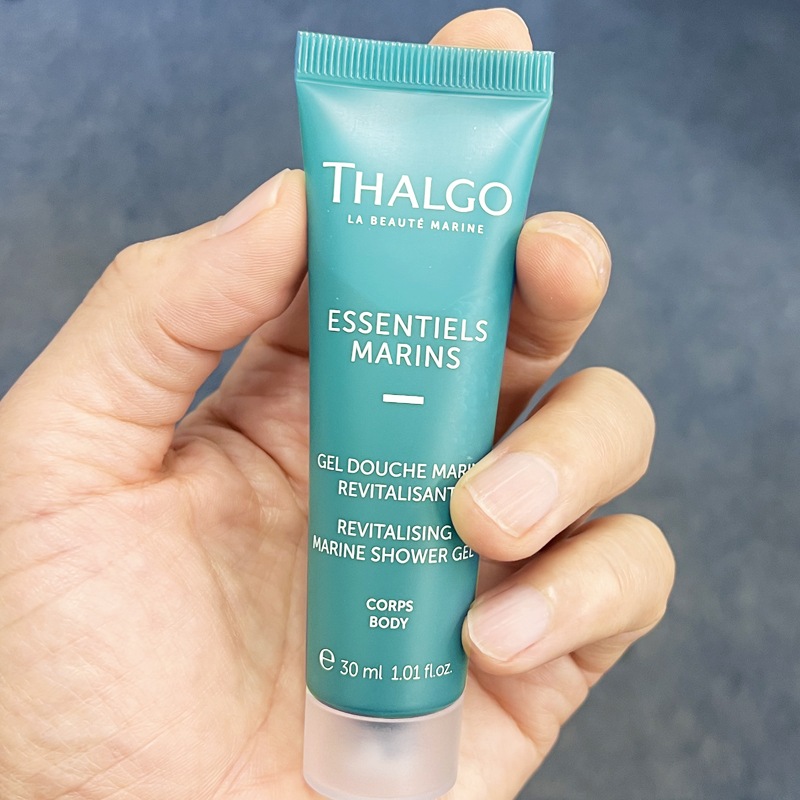 THALGO
LA BEAUTÉ MARINE
ESSENTIELS
MARINS
GEL DOUCHE
REVITALISANT
REVITALISING
MARINE SHOWER GEL
CORPS
BODY
e 30 ml 1.01 fl.oz.